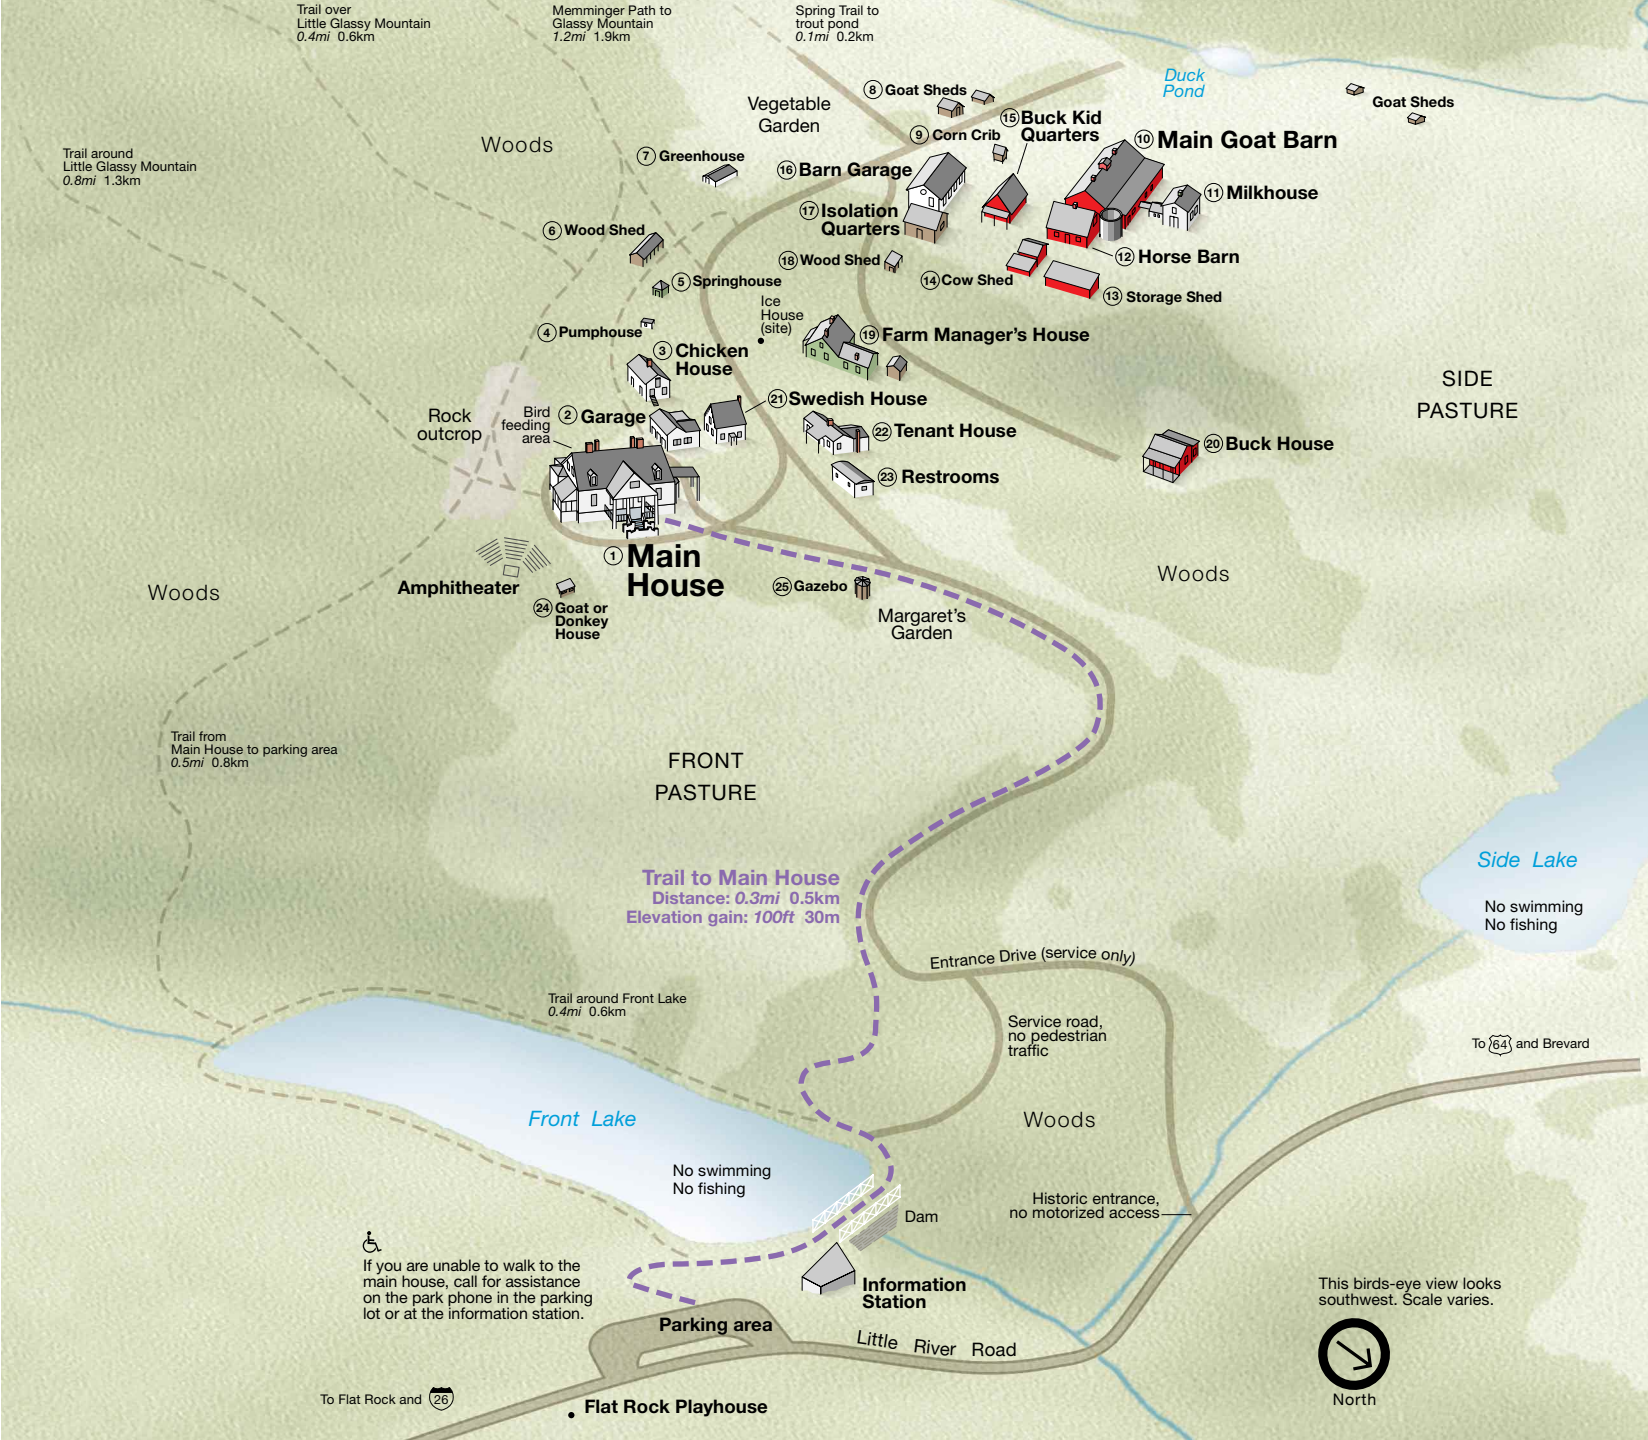 Trail over
Little Glassy Mountain
0.4mi 0.6km
Memminger Path to
Glassy Mountain
1.2mi 1.9km
Spring Trail to
trout pond
0.1mi 0.2km
Duck
Pond
8 Goat Sheds
Goat Sheds
Vegetable
Garden
15 Buck Kid
Quarters
9 Corn Crib
10 Main Goat Barn
Woods
Trail around
Little Glassy Mountain
0.8mi 1.3km
7 Greenhouse
16 Barn Garage
11 Milkhouse
17 Isolation
Quarters
6 Wood Shed
18 Wood Shed
12 Horse Barn
5 Springhouse
14 Cow Shed
13 Storage Shed
Ice
House
(site)
4 Pumphouse
19 Farm Manager's House
3 Chicken
House
SIDE
PASTURE
21 Swedish House
Rock
outcrop
Bird
feeding
area
2 Garage
22 Tenant House
20 Buck House
23 Restrooms
1 Main
House
Amphitheater
24 Goat or
Donkey
House
25 Gazebo
Margaret's
Garden
Woods
Woods
Trail from
Main House to parking area
0.5mi 0.8km
FRONT
PASTURE
Trail to Main House
Distance: 0.3mi 0.5km
Elevation gain: 100ft 30m
Side Lake
No swimming
No fishing
Entrance Drive (service only)
Trail around Front Lake
0.4mi 0.6km
Service road,
no pedestrian
traffic
To 64 and Brevard
Front Lake
Woods
No swimming
No fishing
Historic entrance,
no motorized access
Dam
If you are unable to walk to the
main house, call for assistance
on the park phone in the parking
lot or at the information station.
Information
Station
This birds-eye view looks
southwest. Scale varies.
North
Parking area
Little River Road
To Flat Rock and 26
Flat Rock Playhouse